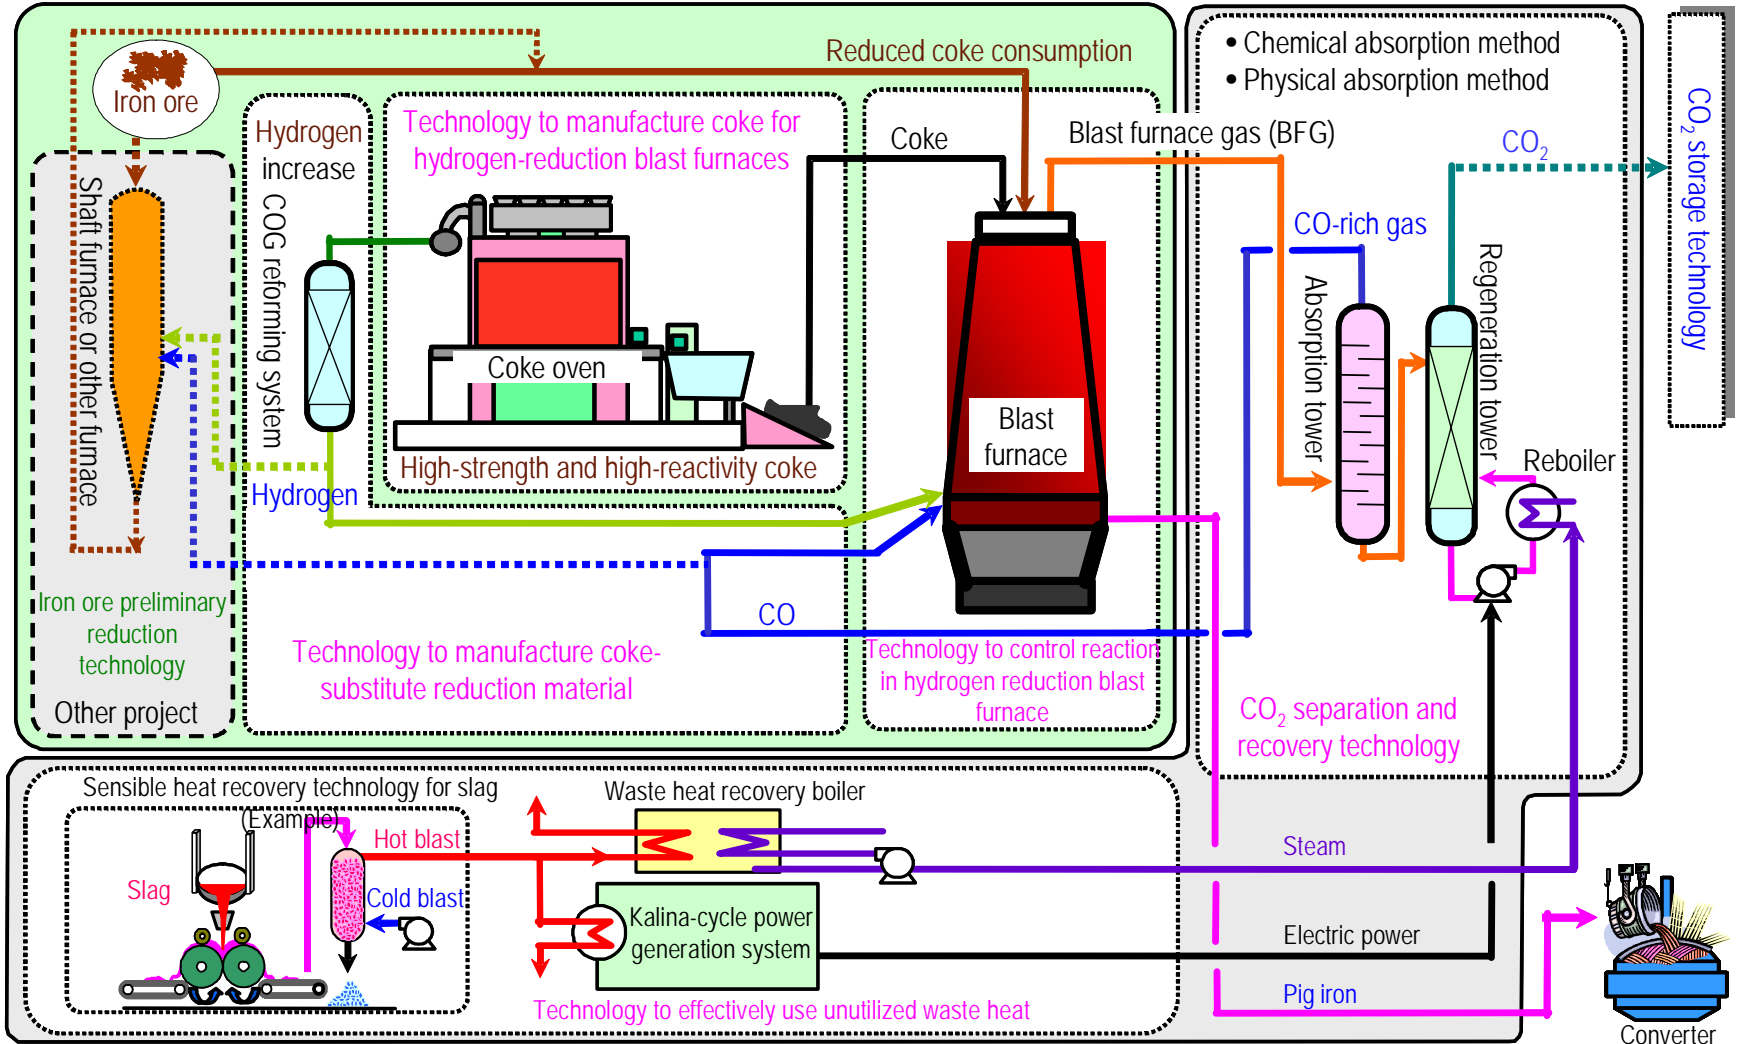 Iron ore
Reduced coke consumption
Hydrogen
increase
COG reforming system
Technology to manufacture coke for
hydrogen-reduction blast furnaces
Coke
Blast furnace gas (BFG)
• Chemical absorption method
• Physical absorption method
CO2
CO2 storage technology
CO-rich gas
Shaft furnace or other furnace
Absorption tower
Regeneration tower
Coke oven
Blast
furnace
Reboiler
High-strength and high-reactivity coke
Hydrogen
Iron ore preliminary
reduction
technology
Other project
CO
Technology to manufacture coke-
substitute reduction material
Technology to control reaction
in hydrogen reduction blast
furnace
CO2 separation and
recovery technology
Sensible heat recovery technology for slag
(Example)
Waste heat recovery boiler
Hot blast
Slag
Cold blast
Steam
Kalina-cycle power
generation system
Electric power
Technology to effectively use unutilized waste heat
Pig iron
Converter